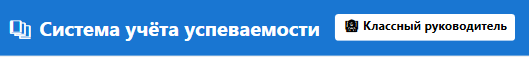 Система учёта успеваемости
Классный руководитель